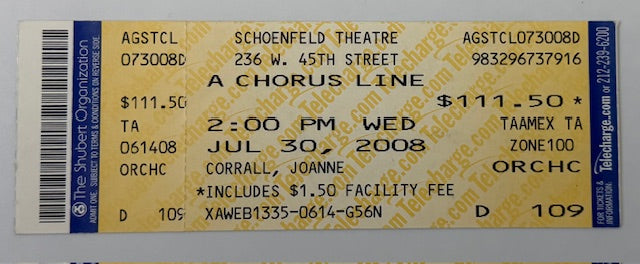 The Shubert Organization
ADMIT ONE. SUBJECT TO TERMS & CONDITIONS ON REVERSE SIDE.
AGSTCL
073008D
$111.50
TA
061408
ORCHC
D 109
SCHOENFELD THEATRE
236 W. 45TH STREET
A CHORUS LINE
2:00 PM WED
JUL 30, 2008
CORRALL, JOANNE
*INCLUDES $1.50 FACILITY FEE
XAWEB1335-0614-G56N
AGSTCL073008D
983296737916
$111.50 *
TAAMEX TA
ZONE100
ORCHC
D 109
Telecharge.com
FOR TICKETS & INFORMATION:
Telecharge.com or 212-239-6200